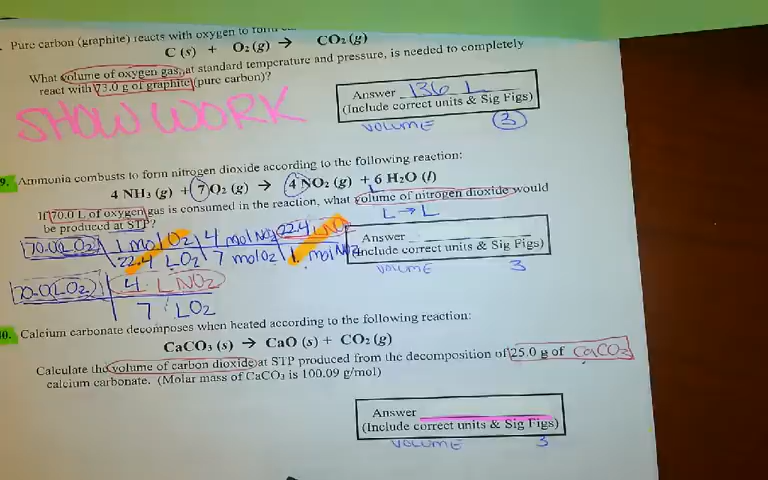 Pure carbon (graphite) reacts with oxygen to form
C (s) + O₂ (g) → CO₂ (g)
What volume of oxygen gas, at standard temperature and pressure, is needed to completely
react with 73.0 g of graphite (pure carbon)?
SHOW WORK
Answer 136 L
(Include correct units & Sig Figs)
VOLUME 3
9. Ammonia combusts to form nitrogen dioxide according to the following reaction:
4 NH₃ (g) + 7 O₂ (g) → 4 NO₂ (g) + 6 H₂O (l)
If 70.0 L of oxygen gas is consumed in the reaction, what volume of nitrogen dioxide would
be produced at STP?
L → L
70.0 L O₂ | 1 mol O₂ | 4 mol NO₂ | 22.4 L NO₂
22.4 L O₂ | 7 mol O₂ | 1 mol NO₂
Answer
(Include correct units & Sig Figs)
VOLUME 3
70.0 L O₂ | 4 L NO₂
7 L O₂
10. Calcium carbonate decomposes when heated according to the following reaction:
CaCO₃ (s) → CaO (s) + CO₂ (g)
Calculate the volume of carbon dioxide at STP produced from the decomposition of 25.0 g of CaCO₃
calcium carbonate. (Molar mass of CaCO₃ is 100.09 g/mol)
Answer
(Include correct units & Sig Figs)
VOLUME 3